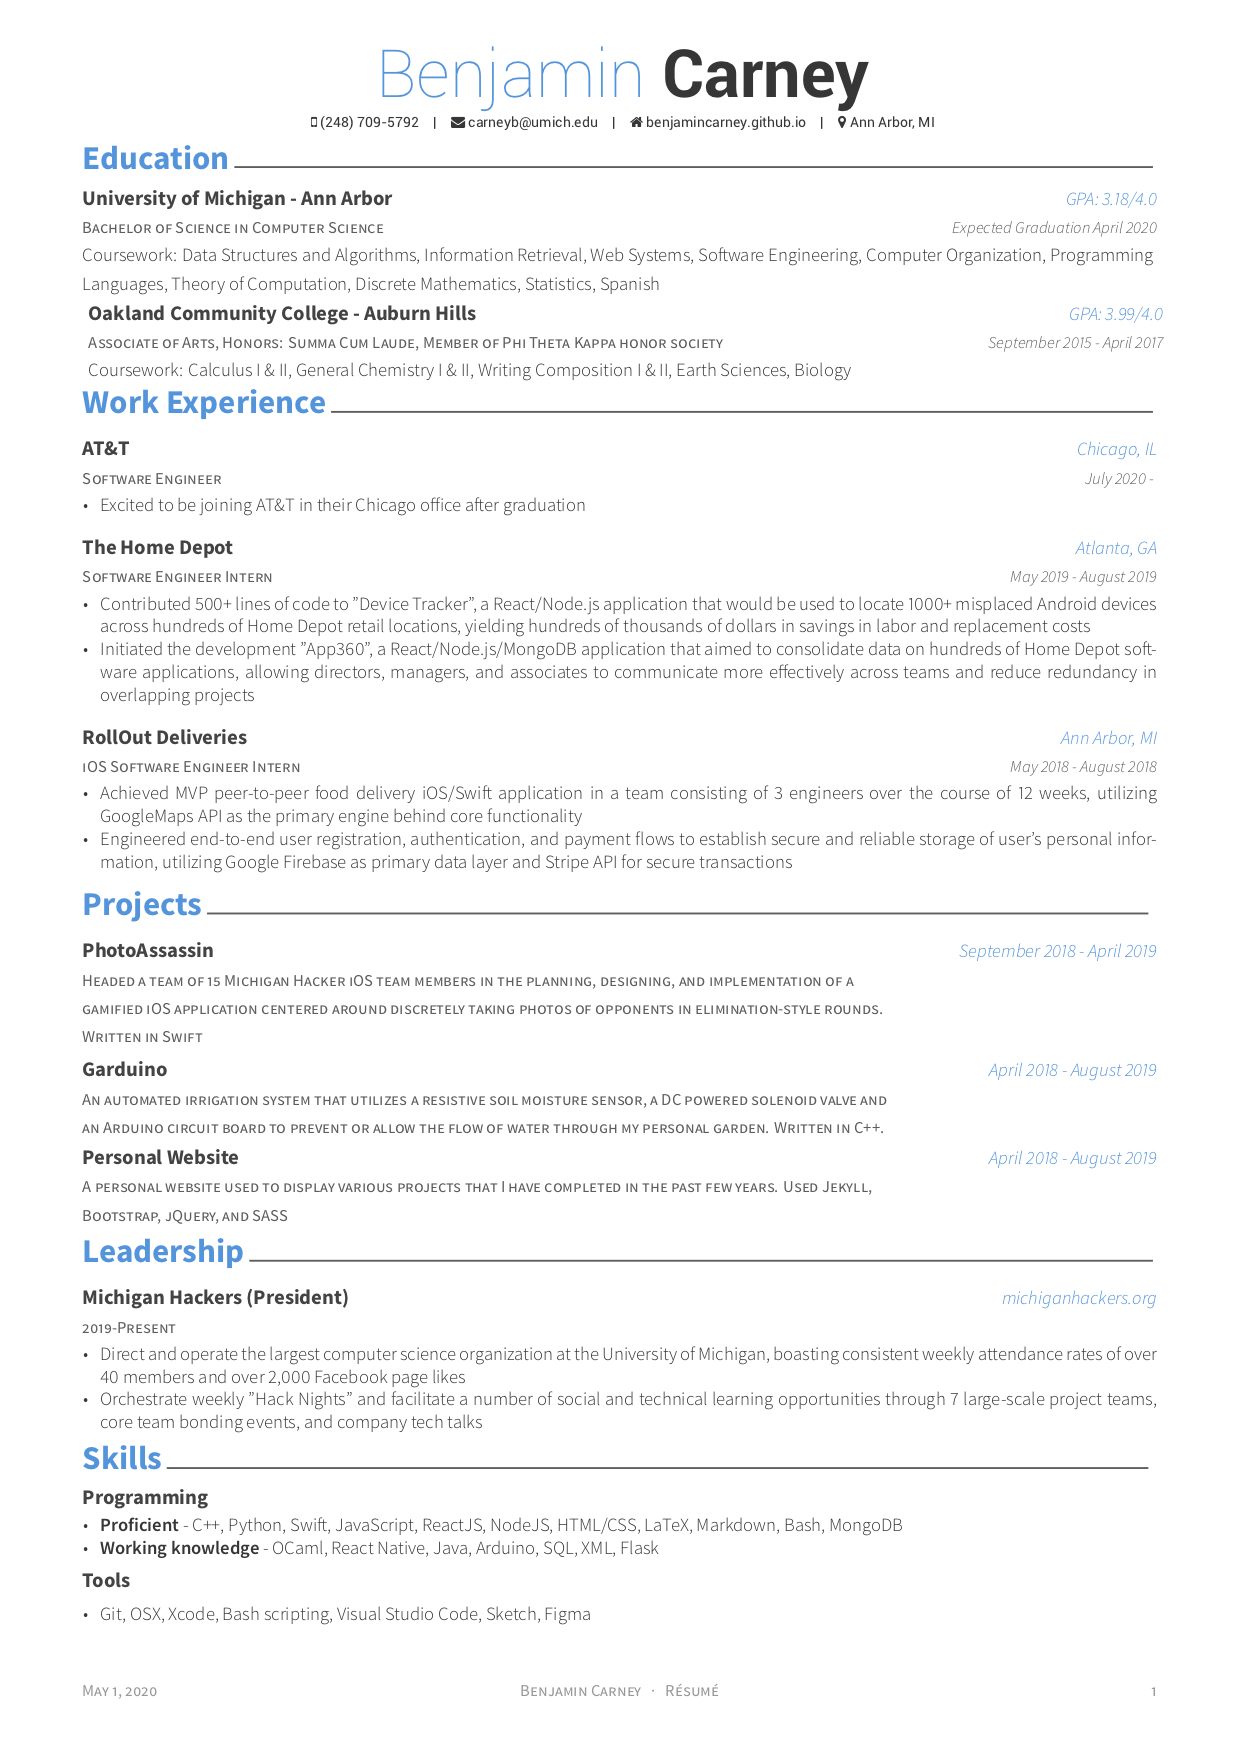 Benjamin Carney
(248) 709-5792 | carneyb@umich.edu | benjamincarney.github.io | Ann Arbor, MI
Education
University of Michigan - Ann Arbor GPA: 3.18/4.0
Bachelor of Science in Computer Science Expected Graduation April 2020
Coursework: Data Structures and Algorithms, Information Retrieval, Web Systems, Software Engineering, Computer Organization, Programming
Languages, Theory of Computation, Discrete Mathematics, Statistics, Spanish
Oakland Community College - Auburn Hills GPA: 3.99/4.0
Associate of Arts, Honors: Summa Cum Laude, Member of Phi Theta Kappa honor society September 2015 - April 2017
Coursework: Calculus I & II, General Chemistry I & II, Writing Composition I & II, Earth Sciences, Biology
Work Experience
AT&T Chicago, IL
Software Engineer July 2020 -
• Excited to be joining AT&T in their Chicago office after graduation
The Home Depot Atlanta, GA
Software Engineer Intern May 2019 - August 2019
• Contributed 500+ lines of code to ”Device Tracker”, a React/Node.js application that would be used to locate 1000+ misplaced Android devices
across hundreds of Home Depot retail locations, yielding hundreds of thousands of dollars in savings in labor and replacement costs
• Initiated the development ”App360”, a React/Node.js/MongoDB application that aimed to consolidate data on hundreds of Home Depot soft-
ware applications, allowing directors, managers, and associates to communicate more effectively across teams and reduce redundancy in
overlapping projects
RollOut Deliveries Ann Arbor, MI
iOS Software Engineer Intern May 2018 - August 2018
• Achieved MVP peer-to-peer food delivery iOS/Swift application in a team consisting of 3 engineers over the course of 12 weeks, utilizing
GoogleMaps API as the primary engine behind core functionality
• Engineered end-to-end user registration, authentication, and payment flows to establish secure and reliable storage of user’s personal infor-
mation, utilizing Google Firebase as primary data layer and Stripe API for secure transactions
Projects
PhotoAssassin September 2018 - April 2019
Headed a team of 15 Michigan Hacker iOS team members in the planning, designing, and implementation of a
gamified iOS application centered around discretely taking photos of opponents in elimination-style rounds.
Written in Swift
Garduino April 2018 - August 2019
An automated irrigation system that utilizes a resistive soil moisture sensor, a DC powered solenoid valve and
an Arduino circuit board to prevent or allow the flow of water through my personal garden. Written in C++.
Personal Website April 2018 - August 2019
A personal website used to display various projects that I have completed in the past few years. Used Jekyll,
Bootstrap, jQuery, and SASS
Leadership
Michigan Hackers (President) michiganhackers.org
2019-Present
• Direct and operate the largest computer science organization at the University of Michigan, boasting consistent weekly attendance rates of over
40 members and over 2,000 Facebook page likes
• Orchestrate weekly ”Hack Nights” and facilitate a number of social and technical learning opportunities through 7 large-scale project teams,
core team bonding events, and company tech talks
Skills
Programming
• Proficient - C++, Python, Swift, JavaScript, ReactJS, NodeJS, HTML/CSS, LaTeX, Markdown, Bash, MongoDB
• Working knowledge - OCaml, React Native, Java, Arduino, SQL, XML, Flask
Tools
• Git, OSX, Xcode, Bash scripting, Visual Studio Code, Sketch, Figma
May 1, 2020 Benjamin Carney · Résumé 1